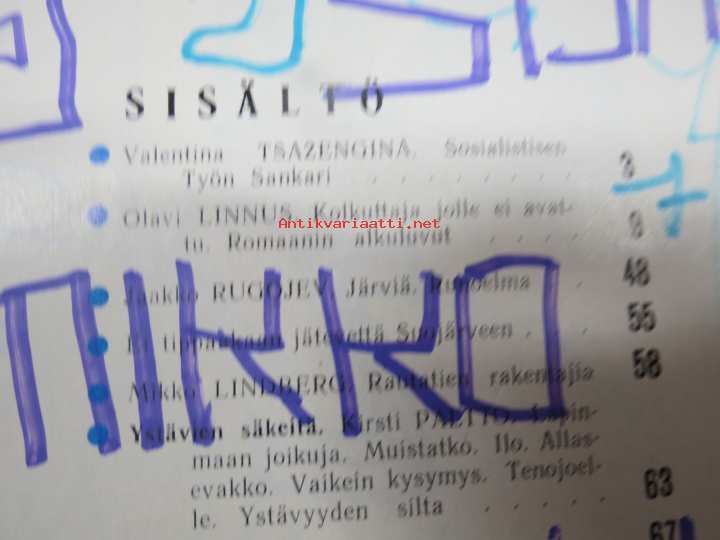 SISÄLTÖ
Valentina TSAZENGINA. Sosialistisen
Työn Sankari . . . . . . . . 3
Olavi LINNUS. Kolkuttaja jolle ei avat-
tu. Romaanin alkuluvut . . . . 9
Antikvariaatti.net
Jaakko RUGOJEV. Järviä. Runoelma . . 48
Ei tippaakaan jätevettä Suojärveen . . . 55
Mikko LINDBERG. Rautatien rakentajia 58
Ystävien säkeitä. Kirsti PALTTO. Lapin-
maan joikuja. Muistatko. Ilo. Allas-
evakko. Vaikein kysymys. Tenojoel-
le. Ystävyyden silta . . . . . 63
67